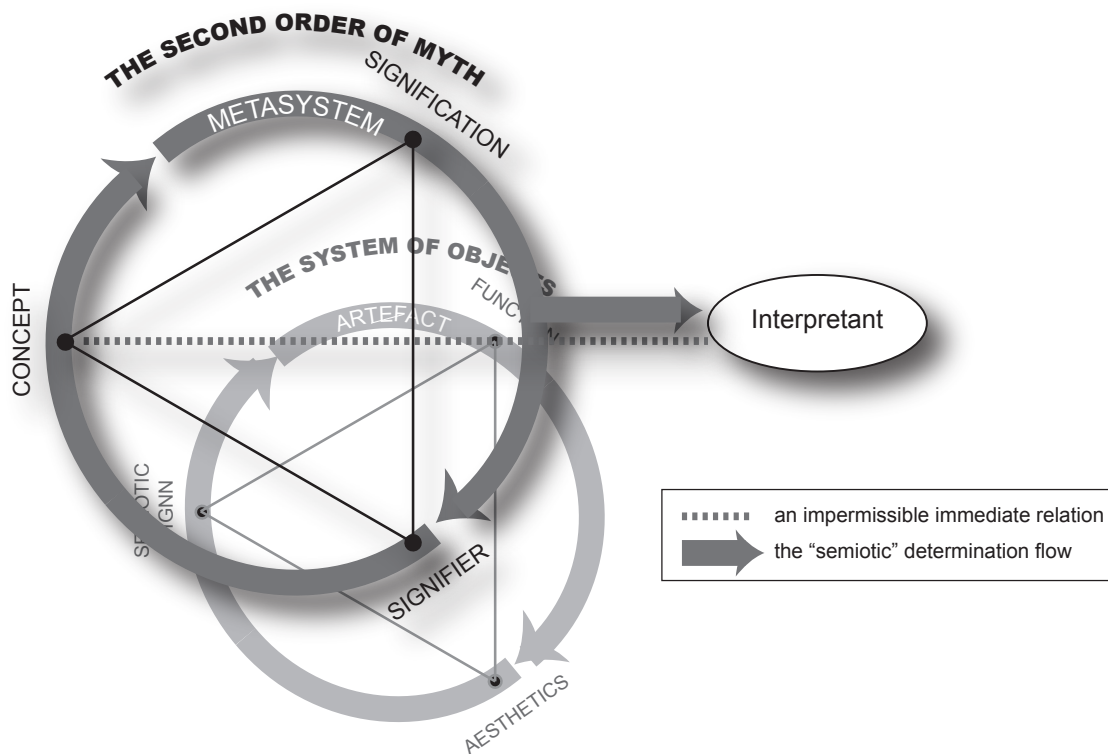 THE SECOND ORDER OF MYTH
METASYSTEM
SIGNIFICATION
CONCEPT
THE SYSTEM OF OBJECTS
ARTEFACT
Interpretant
SIGNIFIER
AESTHETICS
an impermissible immediate relation
the “semiotic” determination flow